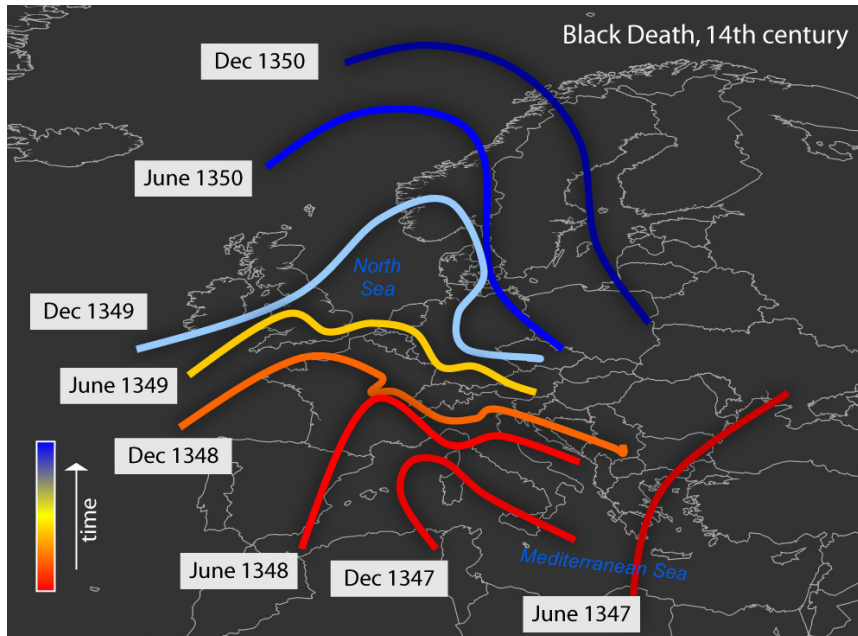 Black Death, 14th century
Dec 1350
June 1350
North
Sea
Dec 1349
June 1349
Dec 1348
time
June 1348
Dec 1347
Mediterranean Sea
June 1347